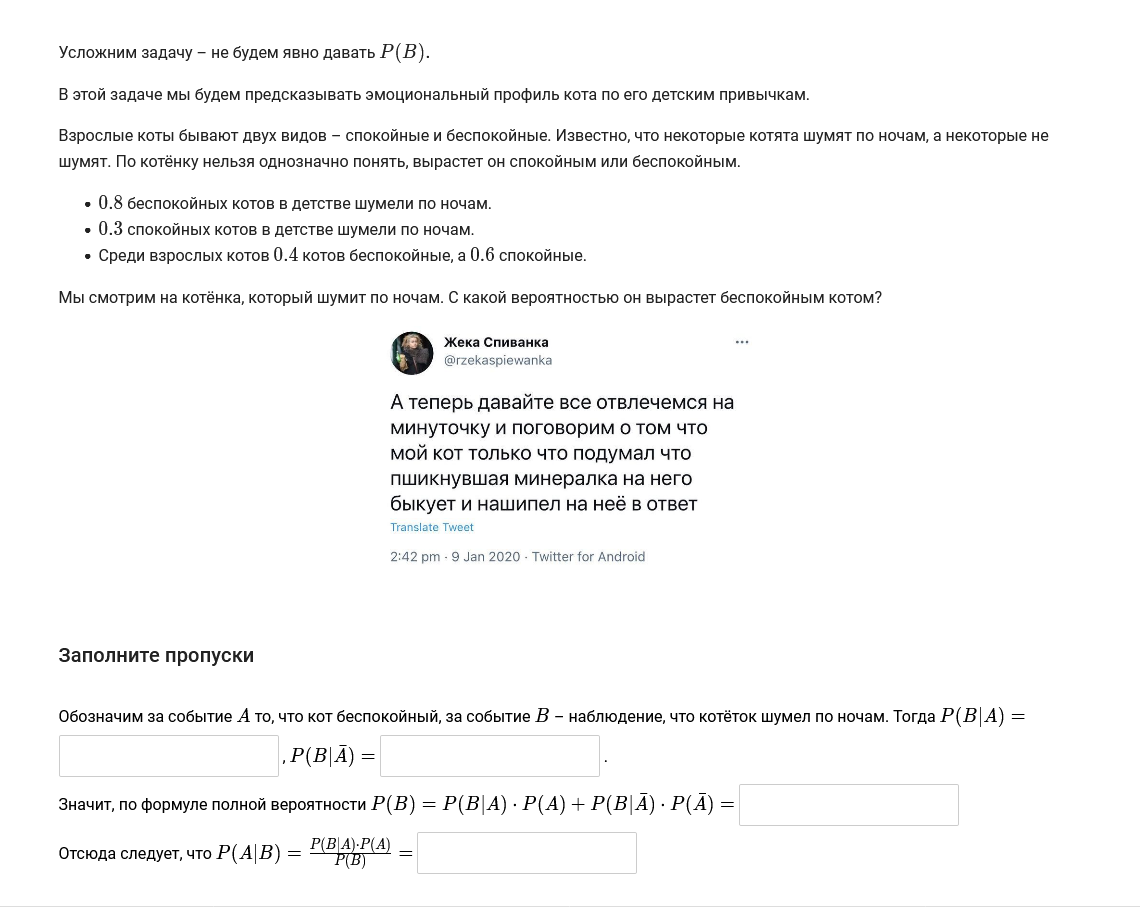 Усложним задачу – не будем явно давать P(B).
В этой задаче мы будем предсказывать эмоциональный профиль кота по его детским привычкам.
Взрослые коты бывают двух видов – спокойные и беспокойные. Известно, что некоторые котята шумят по ночам, а некоторые не
шумят. По котёнку нельзя однозначно понять, вырастет он спокойным или беспокойным.
• 0.8 беспокойных котов в детстве шумели по ночам.
• 0.3 спокойных котов в детстве шумели по ночам.
• Среди взрослых котов 0.4 котов беспокойные, а 0.6 спокойные.
Мы смотрим на котёнка, который шумит по ночам. С какой вероятностью он вырастет беспокойным котом?
Жека Спиванка
@rzekaspiewanka
А теперь давайте все отвлечемся на
минуточку и поговорим о том что
мой кот только что подумал что
пшикнувшая минералка на него
быкует и нашипел на неё в ответ
Translate Tweet
2:42 pm · 9 Jan 2020 · Twitter for Android
Заполните пропуски
Обозначим за событие A то, что кот беспокойный, за событие B – наблюдение, что котёток шумел по ночам. Тогда P(B|A) =
, P(B|Ā) = .
Значит, по формуле полной вероятности P(B) = P(B|A) · P(A) + P(B|Ā) · P(Ā) =
Отсюда следует, что P(A|B) = P(B|A)·P(A) / P(B) =